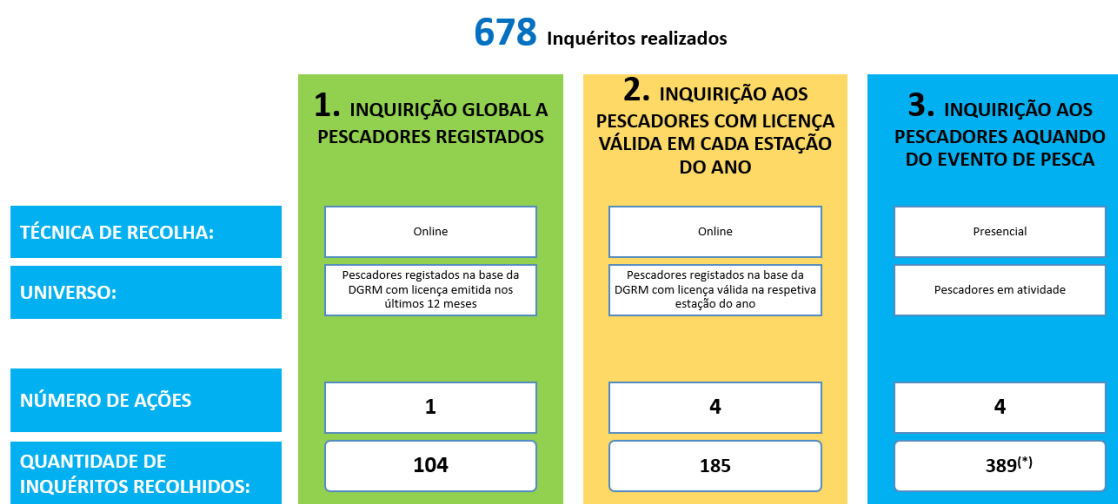 678 Inquéritos realizados
1. INQUIRIÇÃO GLOBAL A
PESCADORES REGISTADOS
2. INQUIRIÇÃO AOS
PESCADORES COM LICENÇA
VÁLIDA EM CADA ESTAÇÃO
DO ANO
3. INQUIRIÇÃO AOS
PESCADORES AQUANDO
DO EVENTO DE PESCA
TÉCNICA DE RECOLHA:
Online
Online
Presencial
UNIVERSO:
Pescadores registados na base da
DGRM com licença emitida nos
últimos 12 meses
Pescadores registados na base da
DGRM com licença válida na respetiva
estação do ano
Pescadores em atividade
NÚMERO DE AÇÕES
1
4
4
QUANTIDADE DE
INQUÉRITOS RECOLHIDOS:
104
185
389(*)